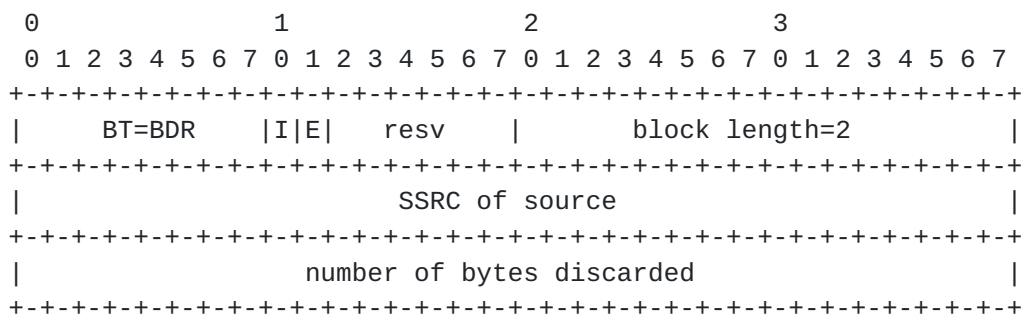 0               1               2               3
 0 1 2 3 4 5 6 7 0 1 2 3 4 5 6 7 0 1 2 3 4 5 6 7 0 1 2 3 4 5 6 7
+-+-+-+-+-+-+-+-+-+-+-+-+-+-+-+-+-+-+-+-+-+-+-+-+-+-+-+-+-+-+-+-+
|     BT=BDR    |I|E|   resv    |       block length=2          |
+-+-+-+-+-+-+-+-+-+-+-+-+-+-+-+-+-+-+-+-+-+-+-+-+-+-+-+-+-+-+-+-+
|                        SSRC of source                         |
+-+-+-+-+-+-+-+-+-+-+-+-+-+-+-+-+-+-+-+-+-+-+-+-+-+-+-+-+-+-+-+-+
|                  number of bytes discarded                    |
+-+-+-+-+-+-+-+-+-+-+-+-+-+-+-+-+-+-+-+-+-+-+-+-+-+-+-+-+-+-+-+-+